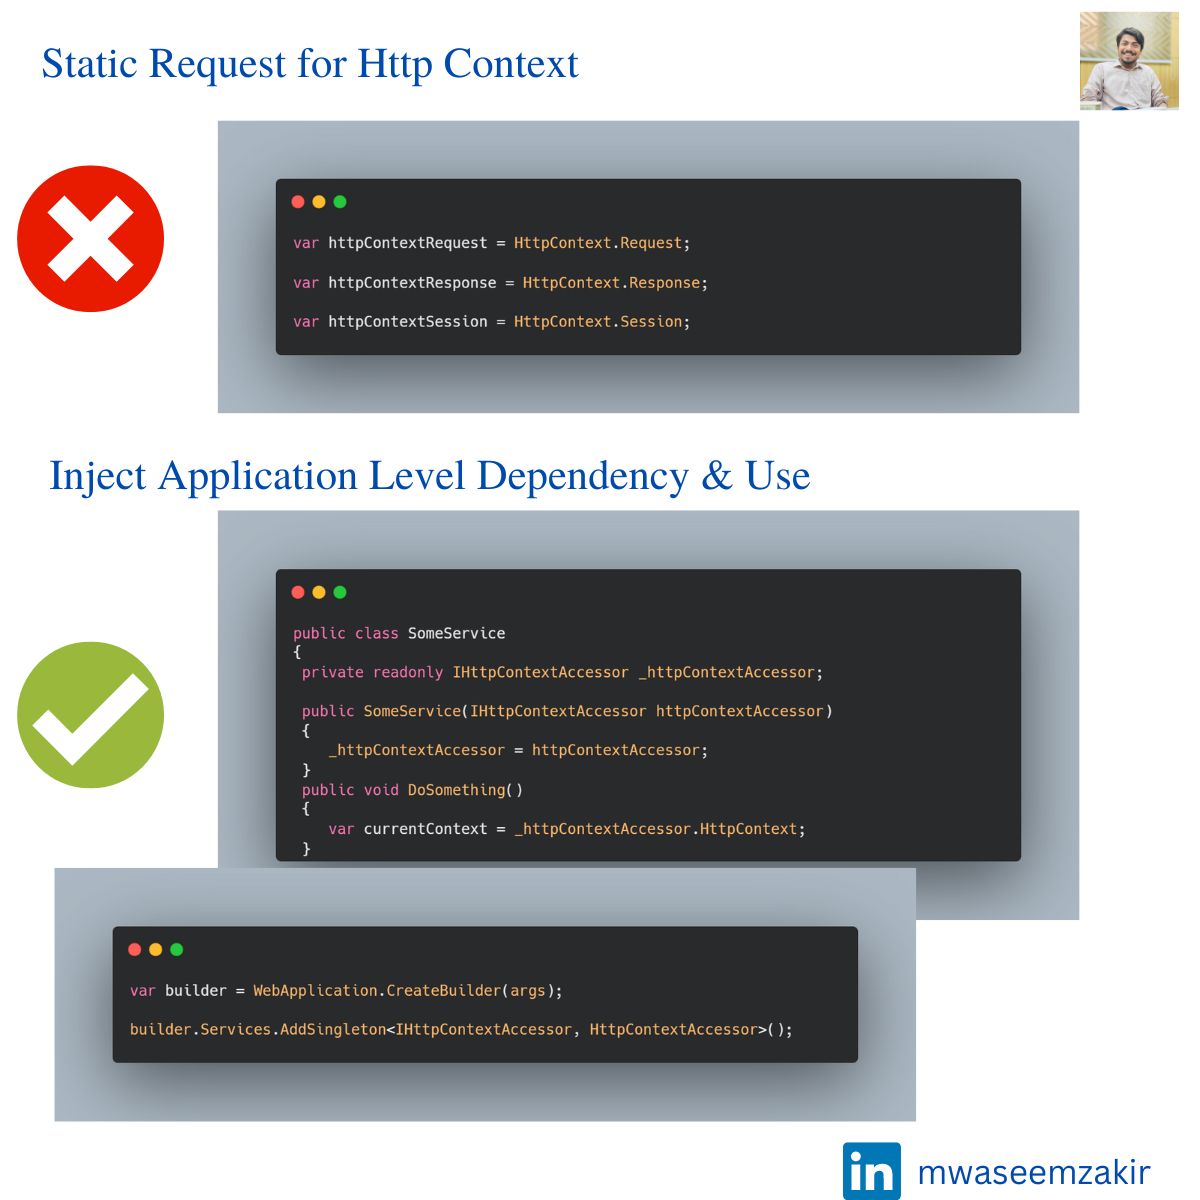 Static Request for Http Context
var httpContextRequest = HttpContext.Request;
var httpContextResponse = HttpContext.Response;
var httpContextSession = HttpContext.Session;
Inject Application Level Dependency & Use
public class SomeService
{
private readonly IHttpContextAccessor _httpContextAccessor;
public SomeService(IHttpContextAccessor httpContextAccessor)
{
_httpContextAccessor = httpContextAccessor;
}
public void DoSomething()
{
var currentContext = _httpContextAccessor.HttpContext;
}
var builder = WebApplication.CreateBuilder(args);
builder.Services.AddSingleton<IHttpContextAccessor, HttpContextAccessor>();
in mwaseemzakir